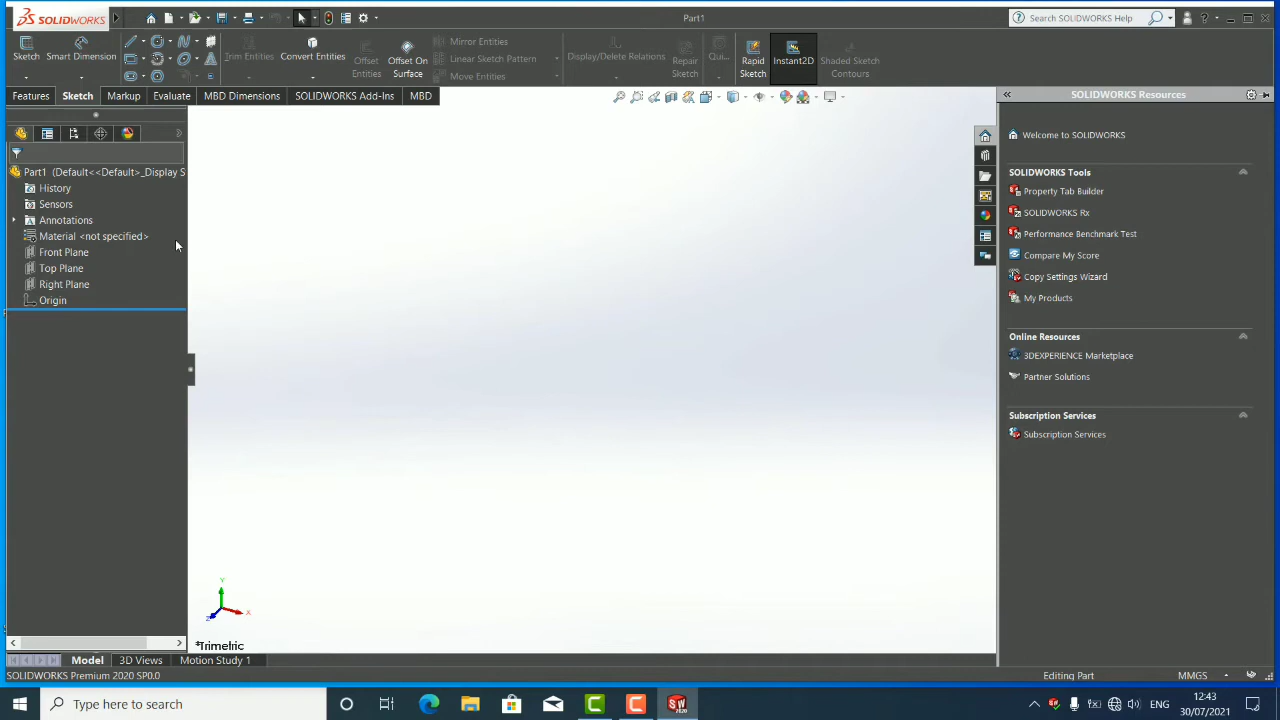 SOLIDWORKS
Part1
Search SOLIDWORKS Help
Sketch
Smart Dimension
Trim Entities
Convert Entities
Offset Entities
Offset On Surface
Mirror Entities
Linear Sketch Pattern
Move Entities
Display/Delete Relations
Repair Sketch
Qui...
Rapid Sketch
Instant2D
Shaded Sketch Contours
Features
Sketch
Markup
Evaluate
MBD Dimensions
SOLIDWORKS Add-Ins
MBD
SOLIDWORKS Resources
Part1 (Default<<Default>_Display S
History
Sensors
Annotations
Material <not specified>
Front Plane
Top Plane
Right Plane
Origin
Welcome to SOLIDWORKS
SOLIDWORKS Tools
Property Tab Builder
SOLIDWORKS Rx
Performance Benchmark Test
Compare My Score
Copy Settings Wizard
My Products
Online Resources
3DEXPERIENCE Marketplace
Partner Solutions
Subscription Services
Subscription Services
Y
X
Z
*Trimetric
Model
3D Views
Motion Study 1
SOLIDWORKS Premium 2020 SP0.0
Editing Part
MMGS
Type here to search
SW
2020
ENG
12:43
30/07/2021